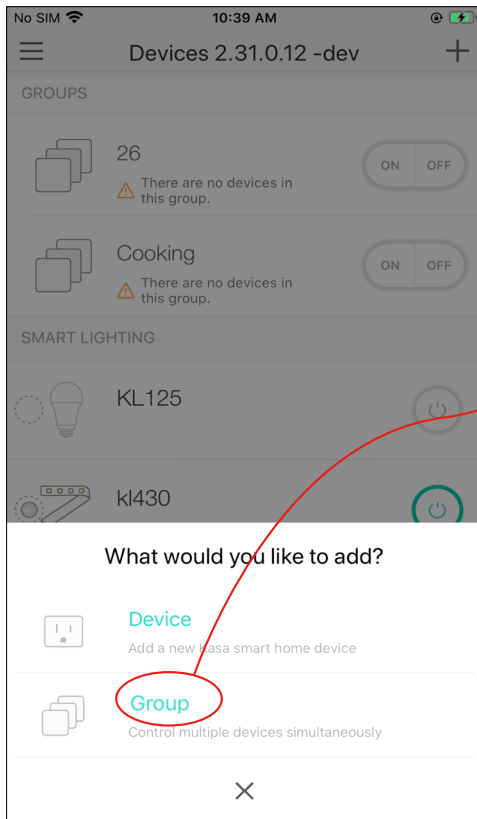 No SIM 10:39 AM
Devices 2.31.0.12 -dev
GROUPS
26
There are no devices in
this group.
ON OFF
Cooking
There are no devices in
this group.
ON OFF
SMART LIGHTING
KL125
kl430
What would you like to add?
Device
Add a new Kasa smart home device
Group
Control multiple devices simultaneously